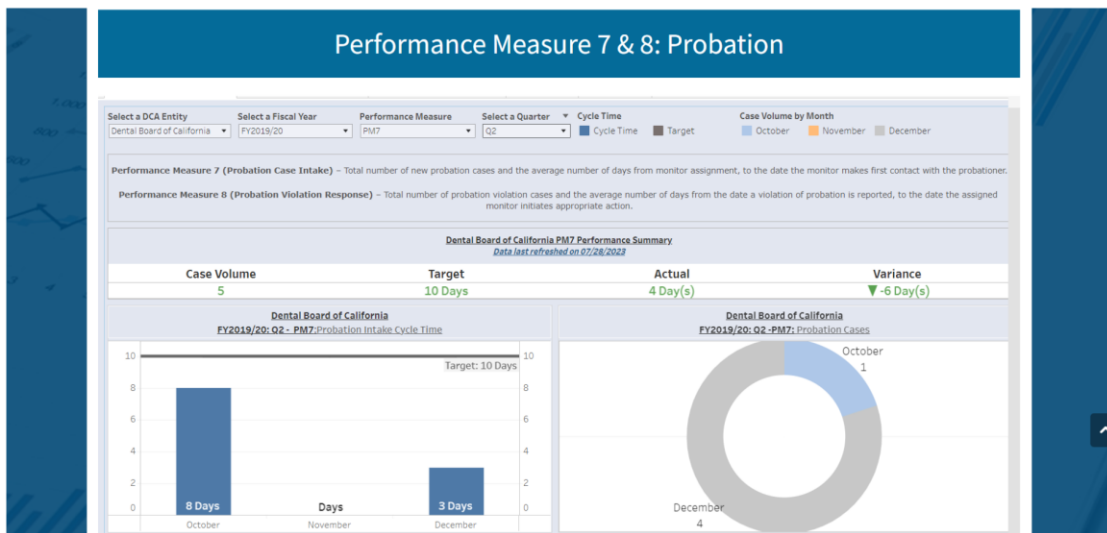 Performance Measure 7 & 8: Probation
Select a DCA Entity
Select a Fiscal Year
Performance Measure
Select a Quarter
Cycle Time
Case Volume by Month
Dental Board of California
FY2019/20
PM7
Q2
Cycle Time
Target
October
November
December
Performance Measure 7 (Probation Case Intake) – Total number of new probation cases and the average number of days from monitor assignment, to the date the monitor makes first contact with the probationer.
Performance Measure 8 (Probation Violation Response) – Total number of probation violation cases and the average number of days from the date a violation of probation is reported, to the date the assigned
monitor initiates appropriate action.
Dental Board of California PM7 Performance Summary
Data last refreshed on 07/28/2023
Case Volume
Target
Actual
Variance
5
10 Days
4 Day(s)
▼ -6 Day(s)
Dental Board of California
FY2019/20: Q2 - PM7:Probation Intake Cycle Time
10
8
6
4
2
0
Target: 10 Days
10
8
6
4
2
0
8 Days
Days
3 Days
October
November
December
Dental Board of California
FY2019/20: Q2 -PM7: Probation Cases
October
1
December
4